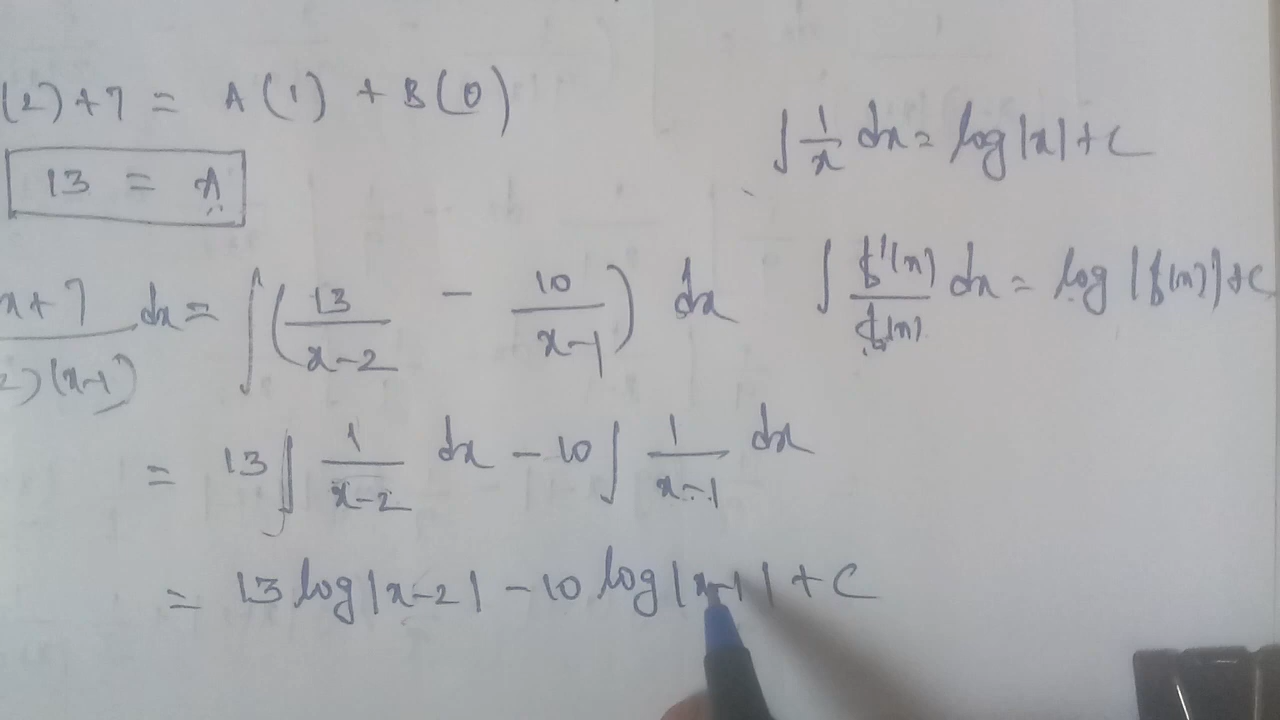 (2) + 7 = A(1) + B(0)
13 = A
∫ 1/x dx = log|x| + c
x + 7 / 2)(x-1) dx = ∫(13/x-2 - 10/x-1) dx
∫ f'(x)/f(x) dx = log|f(x)| + c
= 13∫ 1/x-2 dx - 10∫ 1/x-1 dx
= 13 log|x-2| - 10 log|x-1| + C